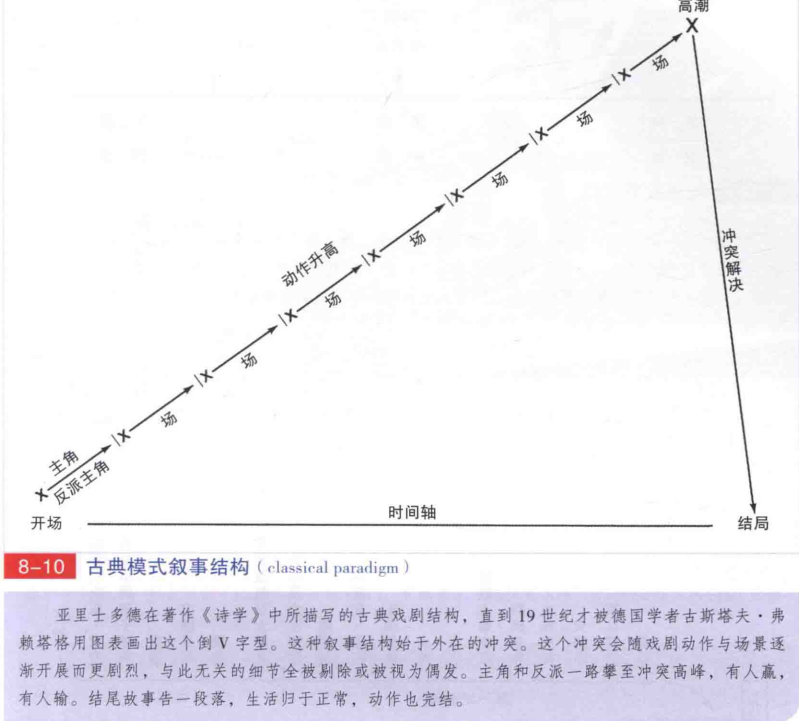 高潮
X
场
X
场
X
场
冲突解决
X
场
动作升高
X
场
X
场
X
场
X
主角
反派主角
X
开场
时间轴
结局
8-10 古典模式叙事结构（classical paradigm）
亚里士多德在著作《诗学》中所描写的古典戏剧结构，直到 19 世纪才被德国学者古斯塔夫·弗
赖塔格用图表画出这个倒 V 字型。这种叙事结构始于外在的冲突。这个冲突会随戏剧动作与场景逐
渐开展而更剧烈，与此无关的细节全被剔除或被视为偶发。主角和反派一路攀至冲突高峰，有人赢，
有人输。结尾故事告一段落，生活归于正常，动作也完结。